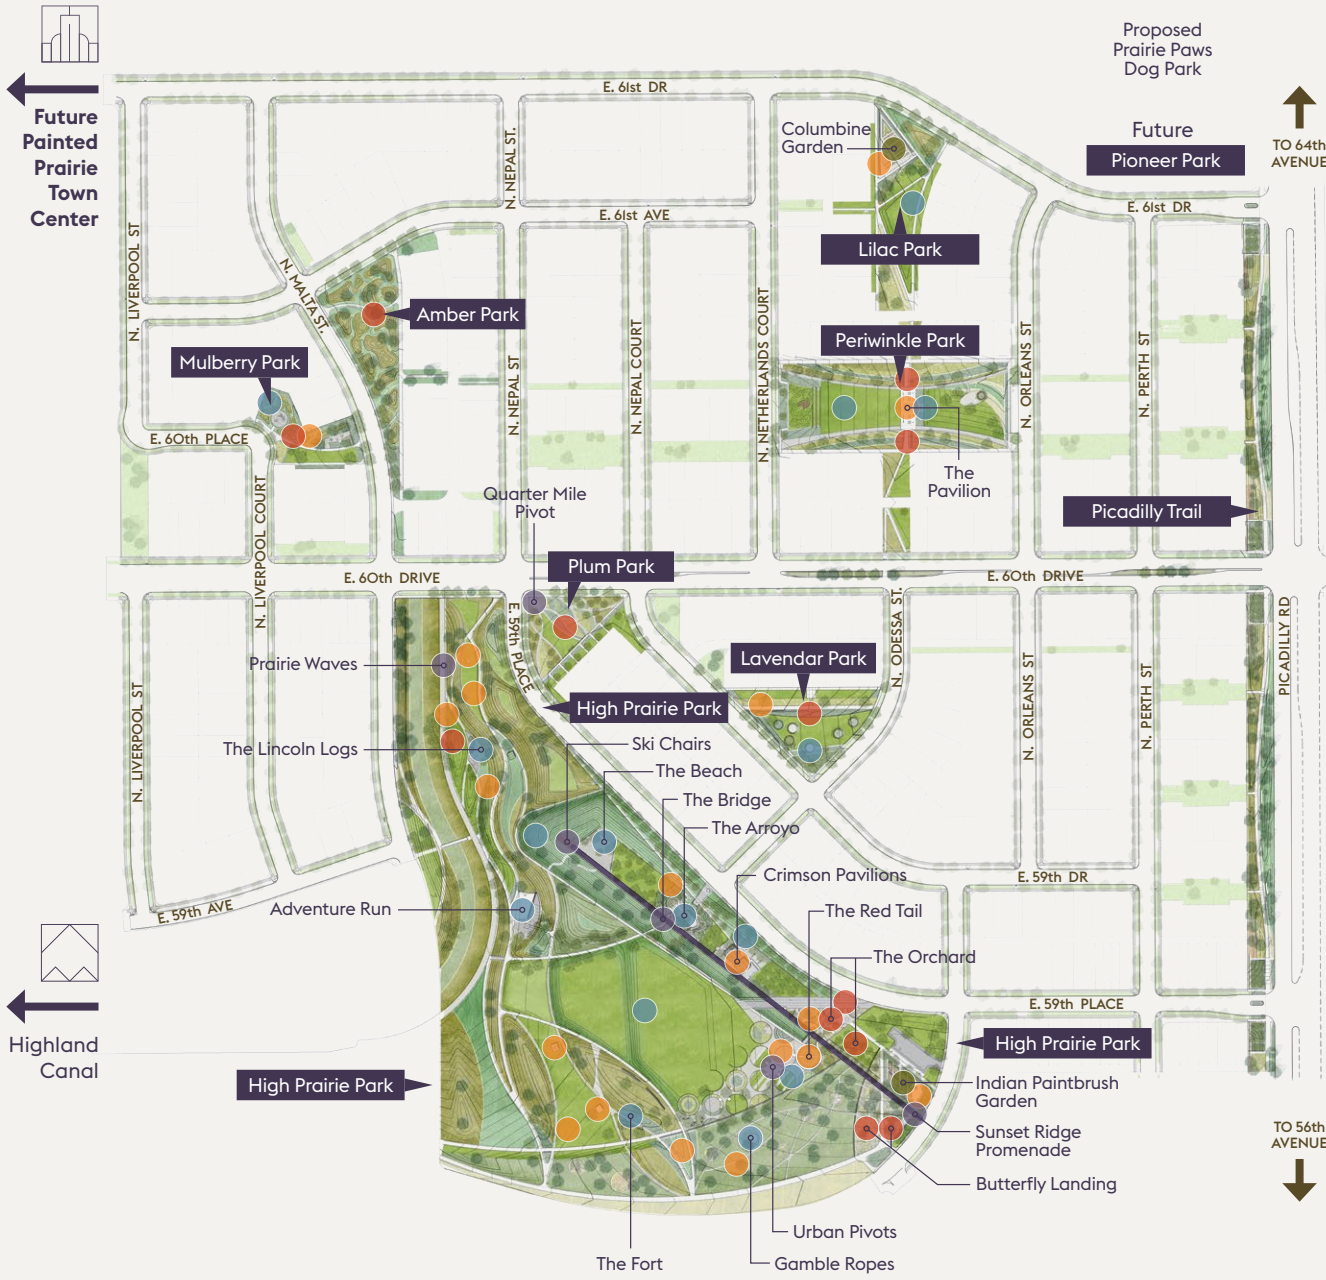 Proposed
Prairie Paws
Dog Park
E. 61st DR
Future
Painted
Prairie
Town
Center
Columbine
Garden
Future
Pioneer Park
TO 64th
AVENUE
N. NEPAL ST.
E. 61st AVE
E. 61st DR
N. LIVERPOOL ST
N. MALTA ST.
Lilac Park
Amber Park
Periwinkle Park
Mulberry Park
N. NEPAL ST
N. NEPAL COURT
N. NETHERLANDS COURT
N. ORLEANS ST
N. PERTH ST
E. 60th PLACE
The
Pavilion
N. LIVERPOOL COURT
Quarter Mile
Pivot
Picadilly Trail
Plum Park
E. 60th DRIVE
E. 60th DRIVE
E. 59th PLACE
N. ODESSA ST.
PICADILLY RD
Prairie Waves
Lavendar Park
N. LIVERPOOL ST
N. ORLEANS ST
N. PERTH ST
High Prairie Park
The Lincoln Logs
Ski Chairs
The Beach
The Bridge
The Arroyo
Crimson Pavilions
E. 59th DR
E. 59th AVE
Adventure Run
The Red Tail
The Orchard
E. 59th PLACE
Highland
Canal
High Prairie Park
High Prairie Park
Indian Paintbrush
Garden
Sunset Ridge
Promenade
TO 56th
AVENUE
Butterfly Landing
Urban Pivots
The Fort
Gamble Ropes